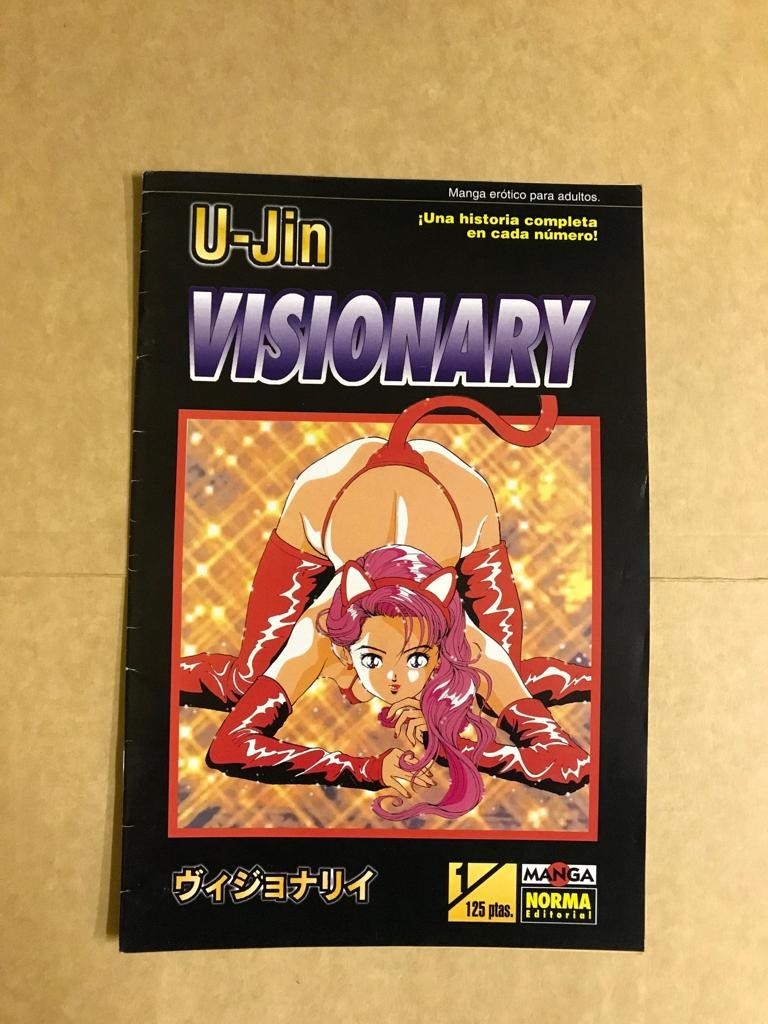 Manga erótico para adultos.
U-Jin
¡Una historia completa
en cada número!
VISIONARY
ヴィジョナリイ
1
125 ptas.
MANGA
NORMA
Editorial